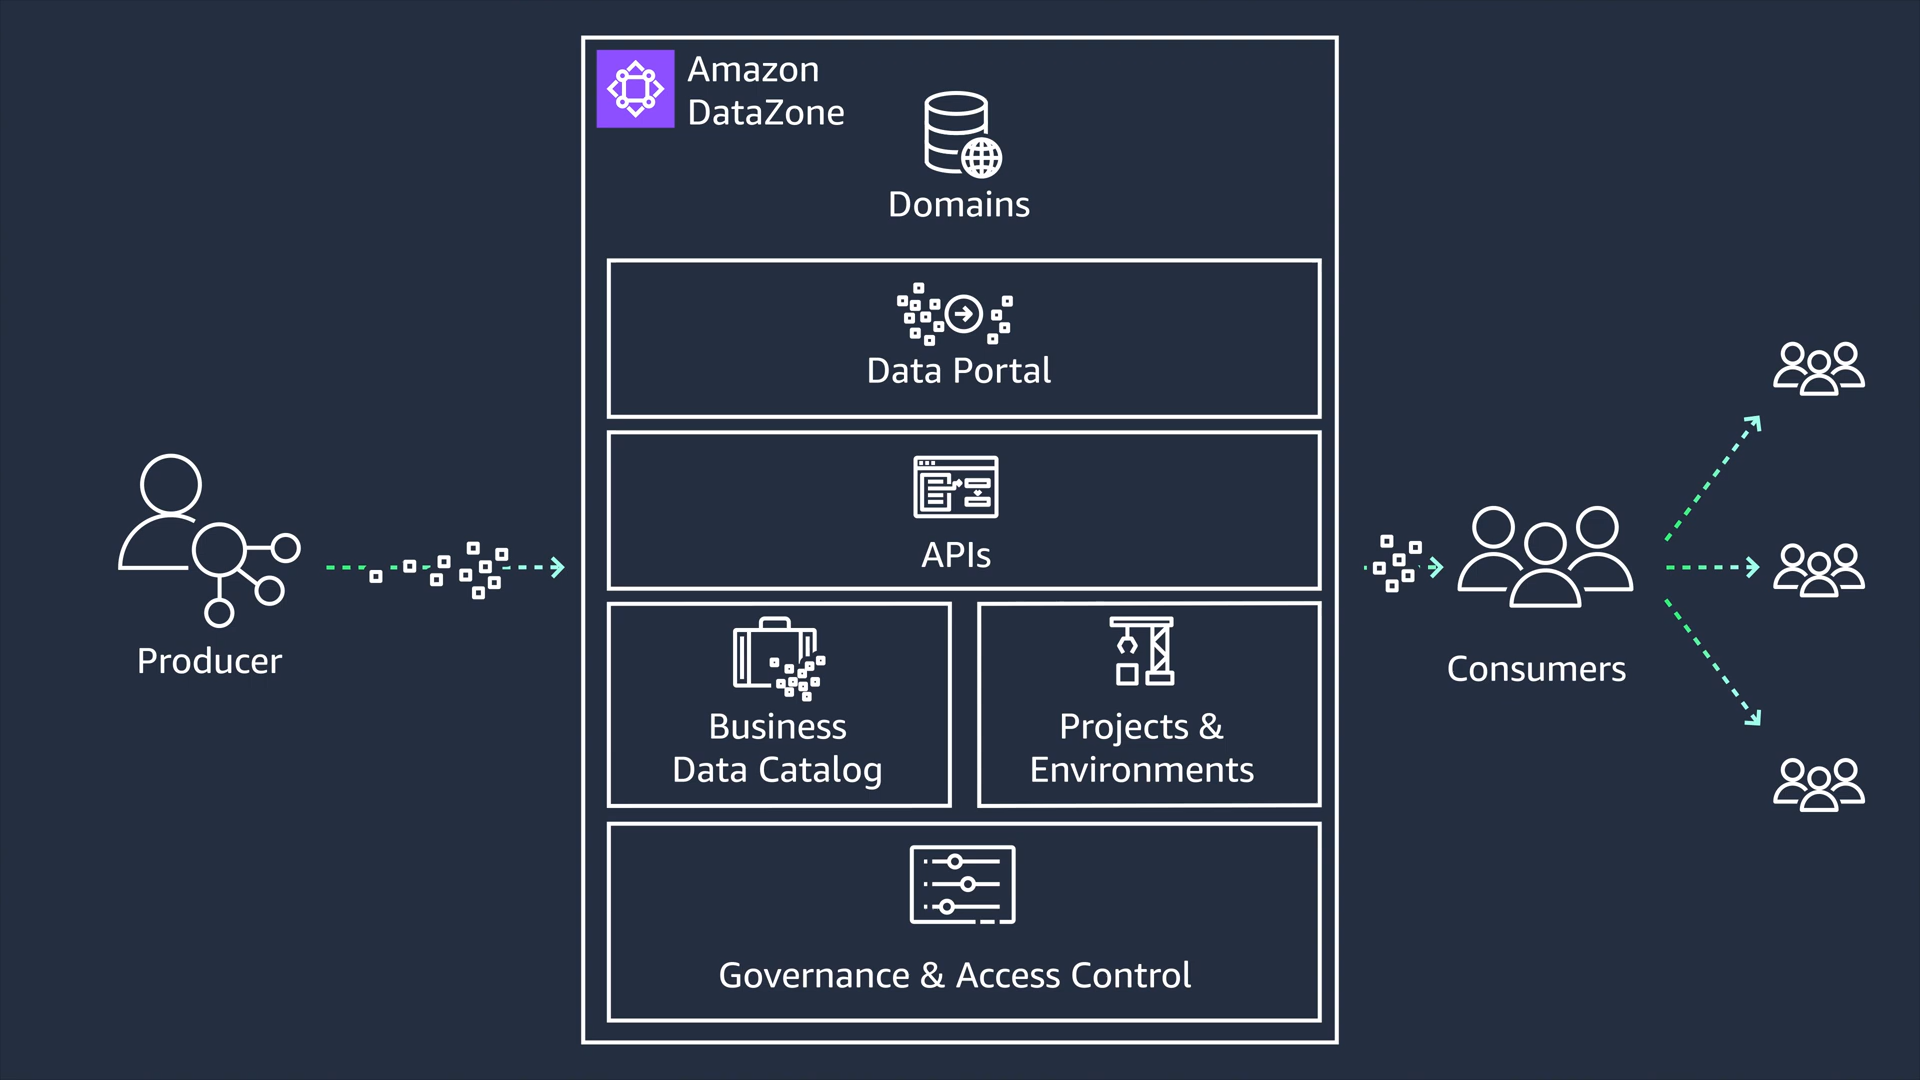 Amazon
DataZone
Domains
Data Portal
APIs
Business
Data Catalog
Projects &
Environments
Governance & Access Control
Producer
Consumers